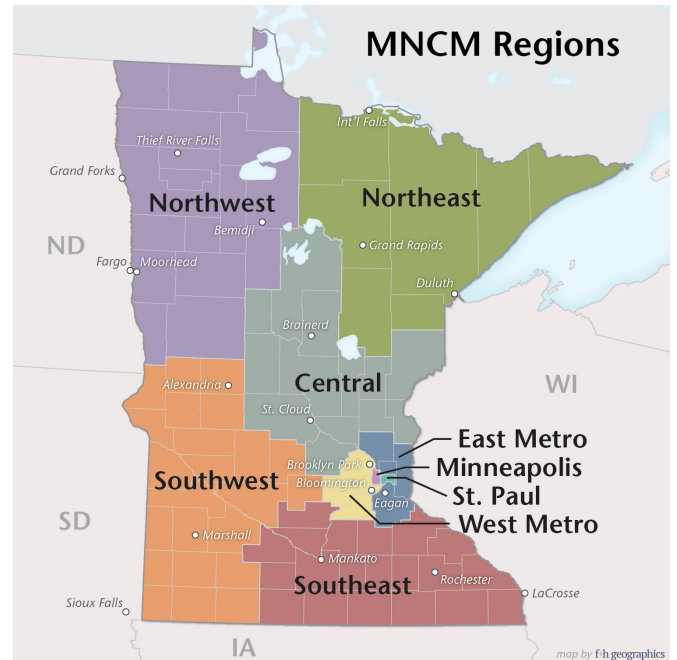 MNCM Regions
Int'l Falls
Thief River Falls
Grand Forks
Northwest
Northeast
Bemidji
ND
Grand Rapids
Fargo
Moorhead
Duluth
Brainerd
Central
WI
Alexandria
St. Cloud
East Metro
Brooklyn Park
Minneapolis
Southwest
Bloomington
St. Paul
Eagan
SD
West Metro
Marshall
Mankato
Southeast
Rochester
LaCrosse
Sioux Falls
IA
map by f+h geographics